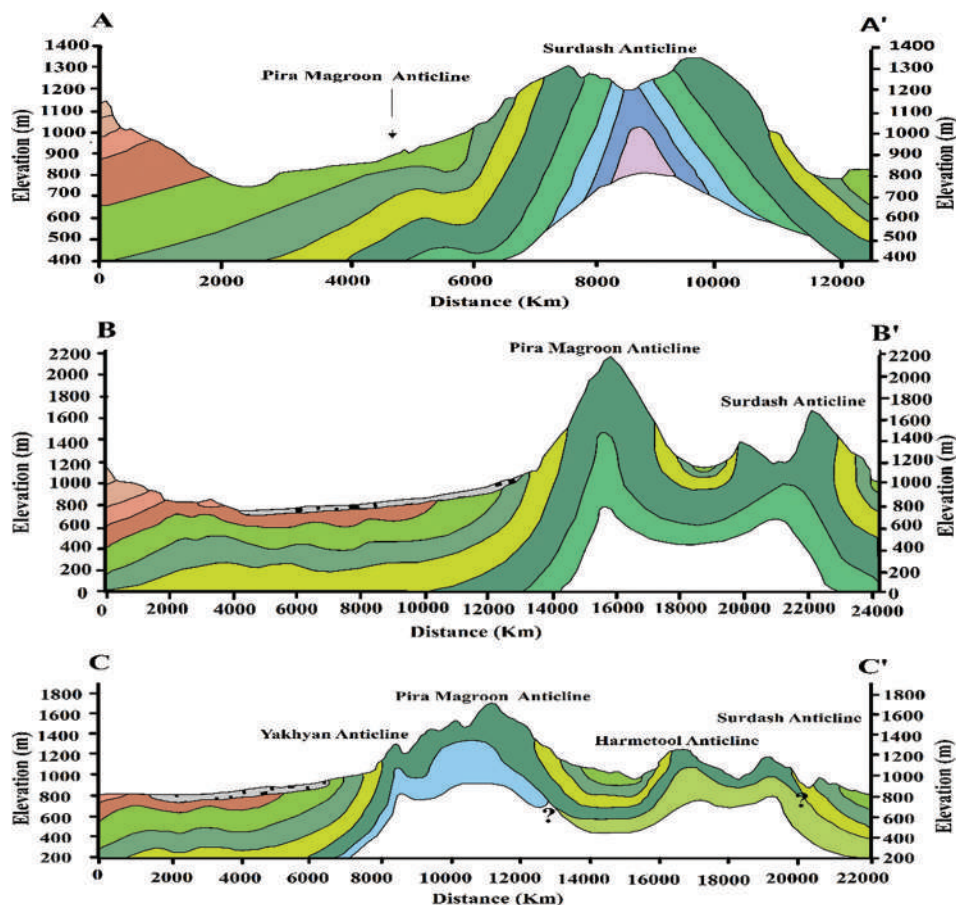 A
A'
Surdash Anticline
Pira Magroon Anticline
Elevation (m)
1400
1300
1200
1100
1000
900
800
700
600
500
400
Elevation (m)
1400
1300
1200
1100
1000
900
800
700
600
500
400
0 2000 4000 6000 8000 10000 12000
Distance (Km)
B
B'
Pira Magroon Anticline
Surdash Anticline
Elevation (m)
2200
2000
1800
1600
1400
1200
1000
800
600
400
200
0
Elevation (m)
2200
2000
1800
1600
1400
1200
1000
800
600
400
200
0
0 2000 4000 6000 8000 10000 12000 14000 16000 18000 20000 22000 24000
Distance (Km)
C
C'
Pira Magroon Anticline
Surdash Anticline
Yakhyan Anticline
Harmetool Anticline
Elevation (m)
1800
1600
1400
1200
1000
800
600
400
200
Elevation (m)
1800
1600
1400
1200
1000
800
600
400
200
?
?
0 2000 4000 6000 8000 10000 12000 14000 16000 18000 20000 22000
Distance (Km)